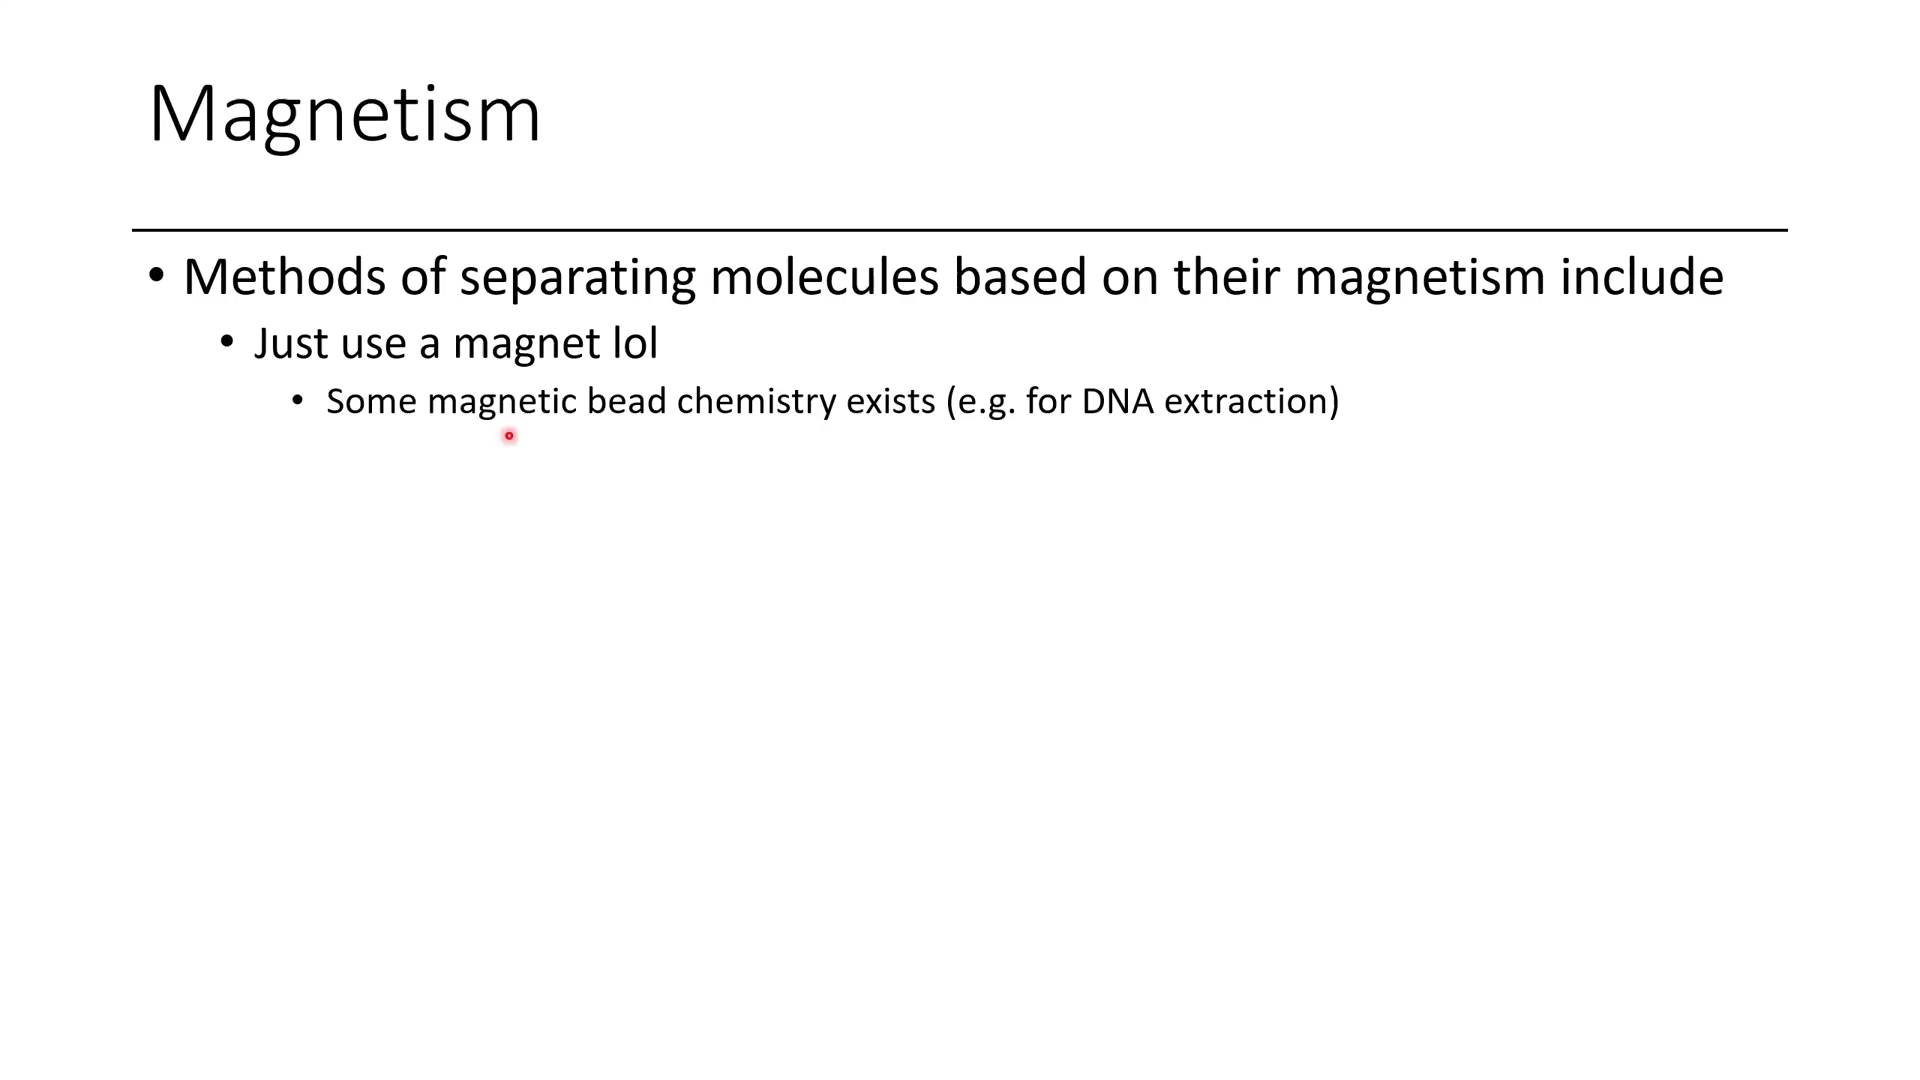 Magnetism
• Methods of separating molecules based on their magnetism include
• Just use a magnet lol
• Some magnetic bead chemistry exists (e.g. for DNA extraction)